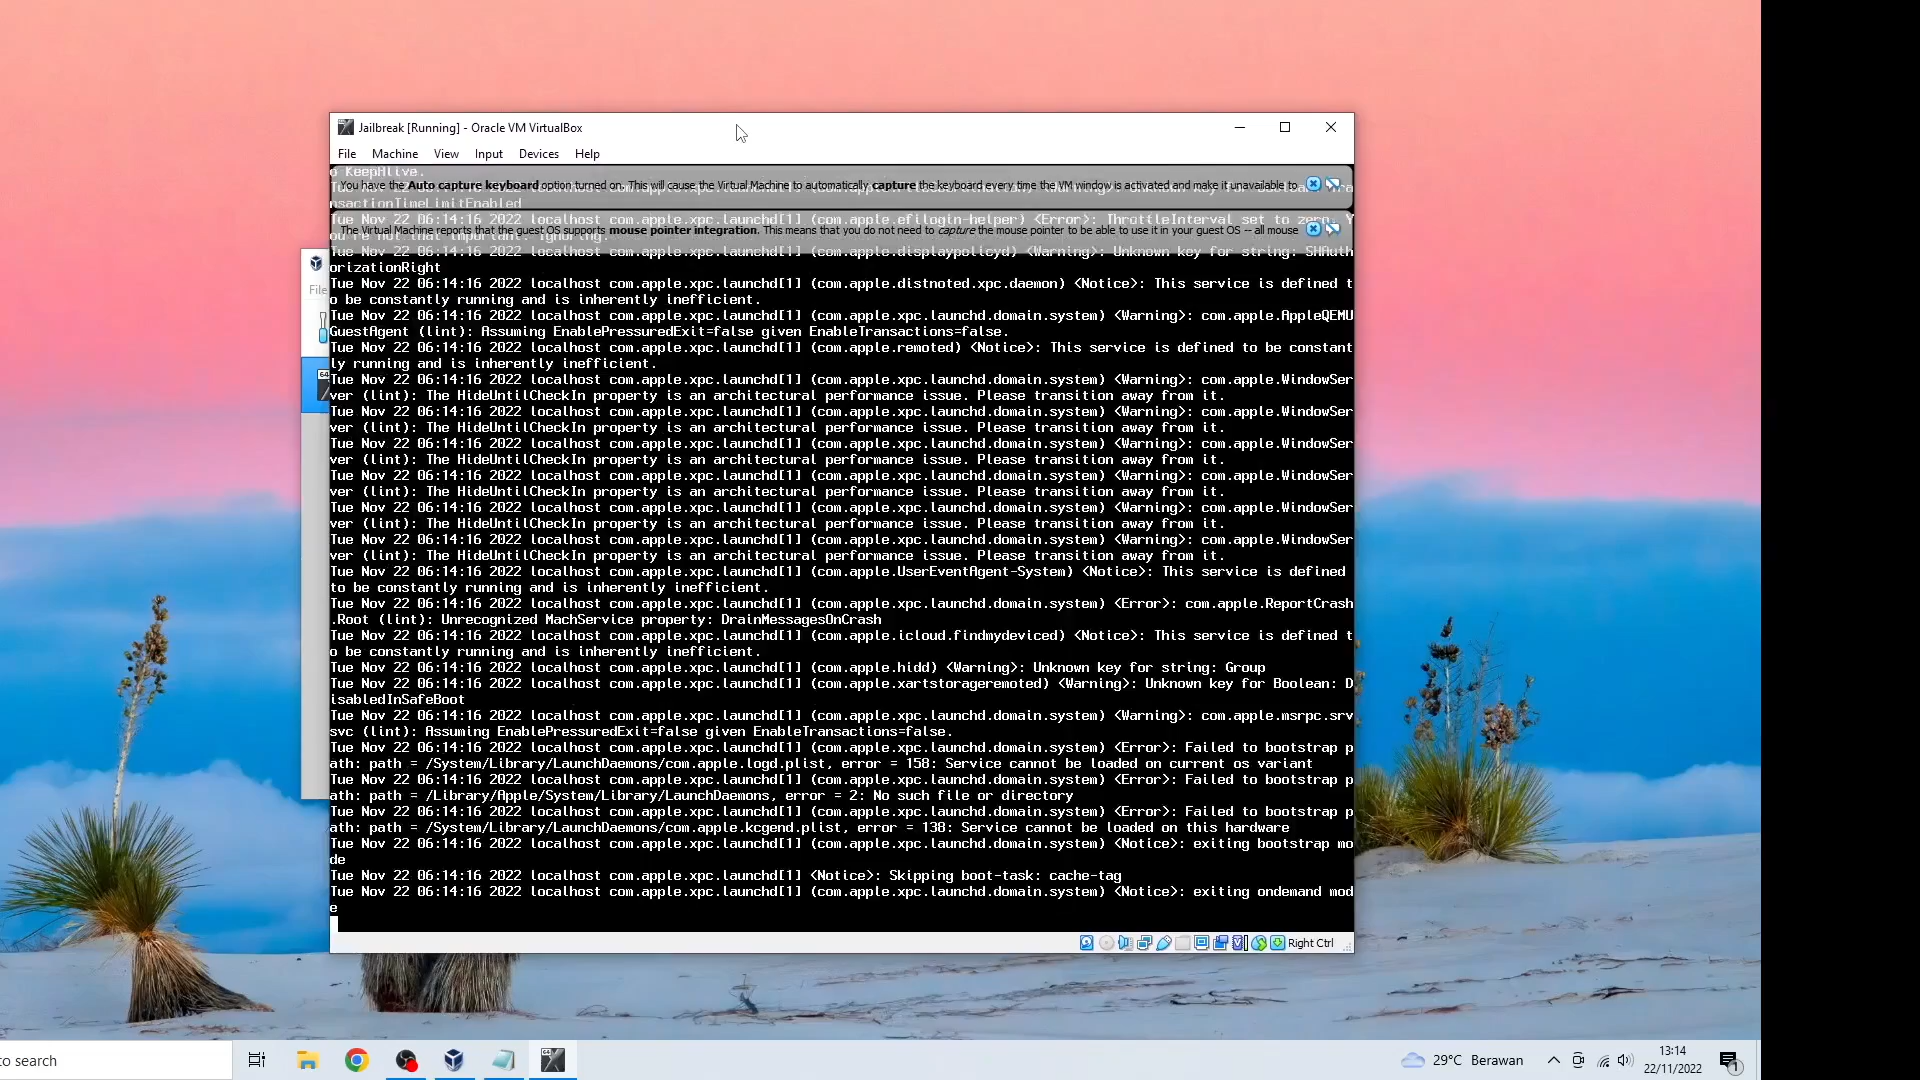 Jailbreak [Running] - Oracle VM VirtualBox
File Machine View Input Devices Help
o KeepAlive.
You have the Auto capture keyboard option turned on. This will cause the Virtual Machine to automatically capture the keyboard every time the VM window is activated and make it unavailable to
nsactionTimeLimitEnabled
Tue Nov 22 06:14:16 2022 localhost com.apple.xpc.launchd[1] (com.apple.efilogin-helper) <Error>: ThrottleInterval set to zero. Y
ou're not that important. Ignoring.
The Virtual Machine reports that the guest OS supports mouse pointer integration. This means that you do not need to capture the mouse pointer to be able to use it in your guest OS -- all mouse
Tue Nov 22 06:14:16 2022 localhost com.apple.xpc.launchd[1] (com.apple.displaypolicyd) <Warning>: Unknown key for string: SHAuth
orizationRight
Tue Nov 22 06:14:16 2022 localhost com.apple.xpc.launchd[1] (com.apple.distnoted.xpc.daemon) <Notice>: This service is defined t
o be constantly running and is inherently inefficient.
Tue Nov 22 06:14:16 2022 localhost com.apple.xpc.launchd[1] (com.apple.xpc.launchd.domain.system) <Warning>: com.apple.AppleQEMU
GuestAgent (lint): Assuming EnablePressuredExit=false given EnableTransactions=false.
Tue Nov 22 06:14:16 2022 localhost com.apple.xpc.launchd[1] (com.apple.remoted) <Notice>: This service is defined to be constant
ly running and is inherently inefficient.
Tue Nov 22 06:14:16 2022 localhost com.apple.xpc.launchd[1] (com.apple.xpc.launchd.domain.system) <Warning>: com.apple.WindowSer
ver (lint): The HideUntilCheckIn property is an architectural performance issue. Please transition away from it.
Tue Nov 22 06:14:16 2022 localhost com.apple.xpc.launchd[1] (com.apple.xpc.launchd.domain.system) <Warning>: com.apple.WindowSer
ver (lint): The HideUntilCheckIn property is an architectural performance issue. Please transition away from it.
Tue Nov 22 06:14:16 2022 localhost com.apple.xpc.launchd[1] (com.apple.xpc.launchd.domain.system) <Warning>: com.apple.WindowSer
ver (lint): The HideUntilCheckIn property is an architectural performance issue. Please transition away from it.
Tue Nov 22 06:14:16 2022 localhost com.apple.xpc.launchd[1] (com.apple.xpc.launchd.domain.system) <Warning>: com.apple.WindowSer
ver (lint): The HideUntilCheckIn property is an architectural performance issue. Please transition away from it.
Tue Nov 22 06:14:16 2022 localhost com.apple.xpc.launchd[1] (com.apple.xpc.launchd.domain.system) <Warning>: com.apple.WindowSer
ver (lint): The HideUntilCheckIn property is an architectural performance issue. Please transition away from it.
Tue Nov 22 06:14:16 2022 localhost com.apple.xpc.launchd[1] (com.apple.xpc.launchd.domain.system) <Warning>: com.apple.WindowSer
ver (lint): The HideUntilCheckIn property is an architectural performance issue. Please transition away from it.
Tue Nov 22 06:14:16 2022 localhost com.apple.xpc.launchd[1] (com.apple.UserEventAgent-System) <Notice>: This service is defined
to be constantly running and is inherently inefficient.
Tue Nov 22 06:14:16 2022 localhost com.apple.xpc.launchd[1] (com.apple.xpc.launchd.domain.system) <Error>: com.apple.ReportCrash
.Root (lint): Unrecognized MachService property: DrainMessagesOnCrash
Tue Nov 22 06:14:16 2022 localhost com.apple.xpc.launchd[1] (com.apple.icloud.findmydeviced) <Notice>: This service is defined t
o be constantly running and is inherently inefficient.
Tue Nov 22 06:14:16 2022 localhost com.apple.xpc.launchd[1] (com.apple.hidd) <Warning>: Unknown key for string: Group
Tue Nov 22 06:14:16 2022 localhost com.apple.xpc.launchd[1] (com.apple.xartstorageremoted) <Warning>: Unknown key for Boolean: D
isabledInSafeBoot
Tue Nov 22 06:14:16 2022 localhost com.apple.xpc.launchd[1] (com.apple.xpc.launchd.domain.system) <Warning>: com.apple.msrpc.srv
svc (lint): Assuming EnablePressuredExit=false given EnableTransactions=false.
Tue Nov 22 06:14:16 2022 localhost com.apple.xpc.launchd[1] (com.apple.xpc.launchd.domain.system) <Error>: Failed to bootstrap p
ath: path = /System/Library/LaunchDaemons/com.apple.logd.plist, error = 158: Service cannot be loaded on current os variant
Tue Nov 22 06:14:16 2022 localhost com.apple.xpc.launchd[1] (com.apple.xpc.launchd.domain.system) <Error>: Failed to bootstrap p
ath: path = /Library/Apple/System/Library/LaunchDaemons, error = 2: No such file or directory
Tue Nov 22 06:14:16 2022 localhost com.apple.xpc.launchd[1] (com.apple.xpc.launchd.domain.system) <Error>: Failed to bootstrap p
ath: path = /System/Library/LaunchDaemons/com.apple.kcgend.plist, error = 138: Service cannot be loaded on this hardware
Tue Nov 22 06:14:16 2022 localhost com.apple.xpc.launchd[1] (com.apple.xpc.launchd.domain.system) <Notice>: exiting bootstrap mo
de
Tue Nov 22 06:14:16 2022 localhost com.apple.xpc.launchd[1] <Notice>: Skipping boot-task: cache-tag
Tue Nov 22 06:14:16 2022 localhost com.apple.xpc.launchd[1] (com.apple.xpc.launchd.domain.system) <Notice>: exiting ondemand mod
e
File
64
Right Ctrl
to search
64
29°C Berawan
13:14
22/11/2022
1